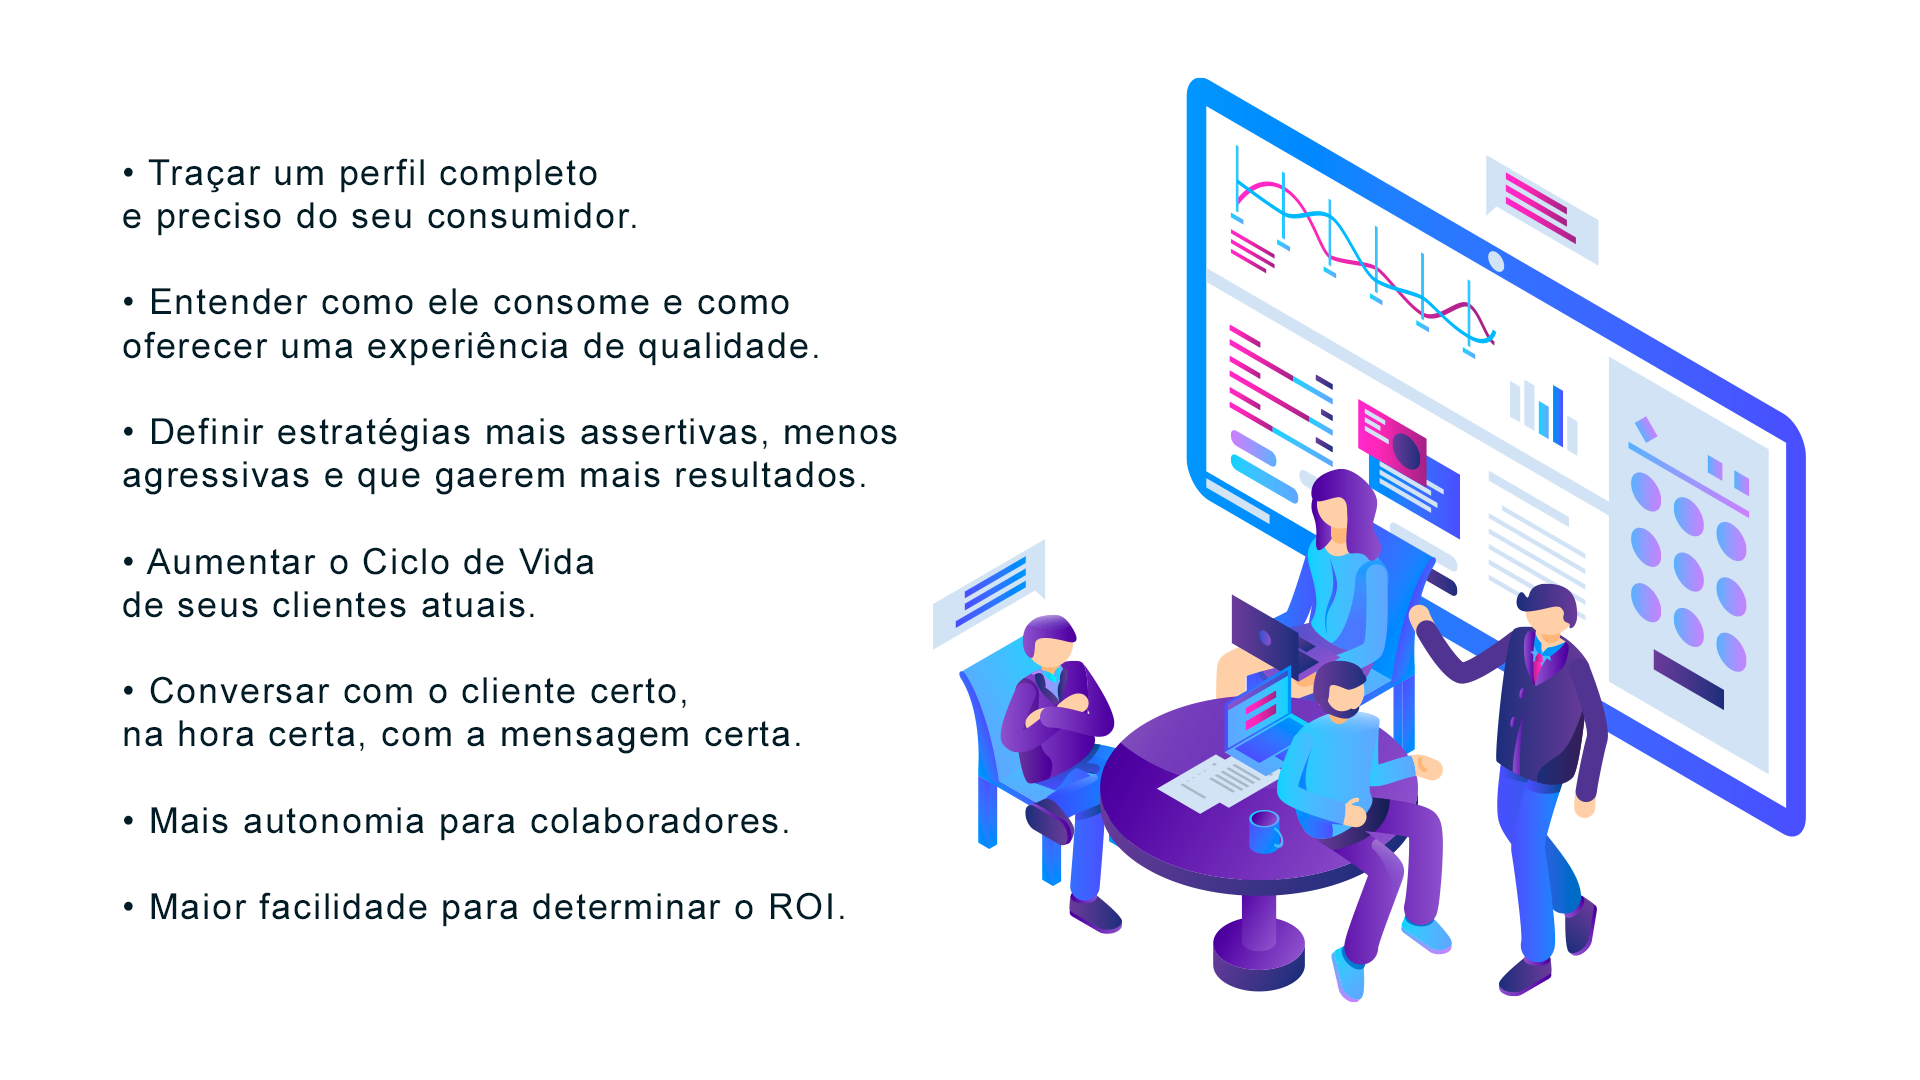 • Traçar um perfil completo
e preciso do seu consumidor.
• Entender como ele consome e como
oferecer uma experiência de qualidade.
• Definir estratégias mais assertivas, menos
agressivas e que gaerem mais resultados.
• Aumentar o Ciclo de Vida
de seus clientes atuais.
• Conversar com o cliente certo,
na hora certa, com a mensagem certa.
• Mais autonomia para colaboradores.
• Maior facilidade para determinar o ROI.